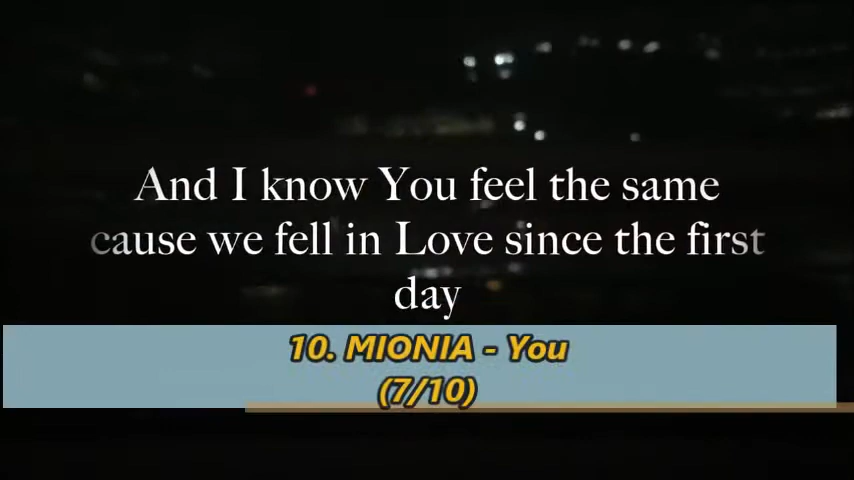 And I know You feel the same
cause we fell in Love since the first
day
10. MIONIA - You
(7/10)